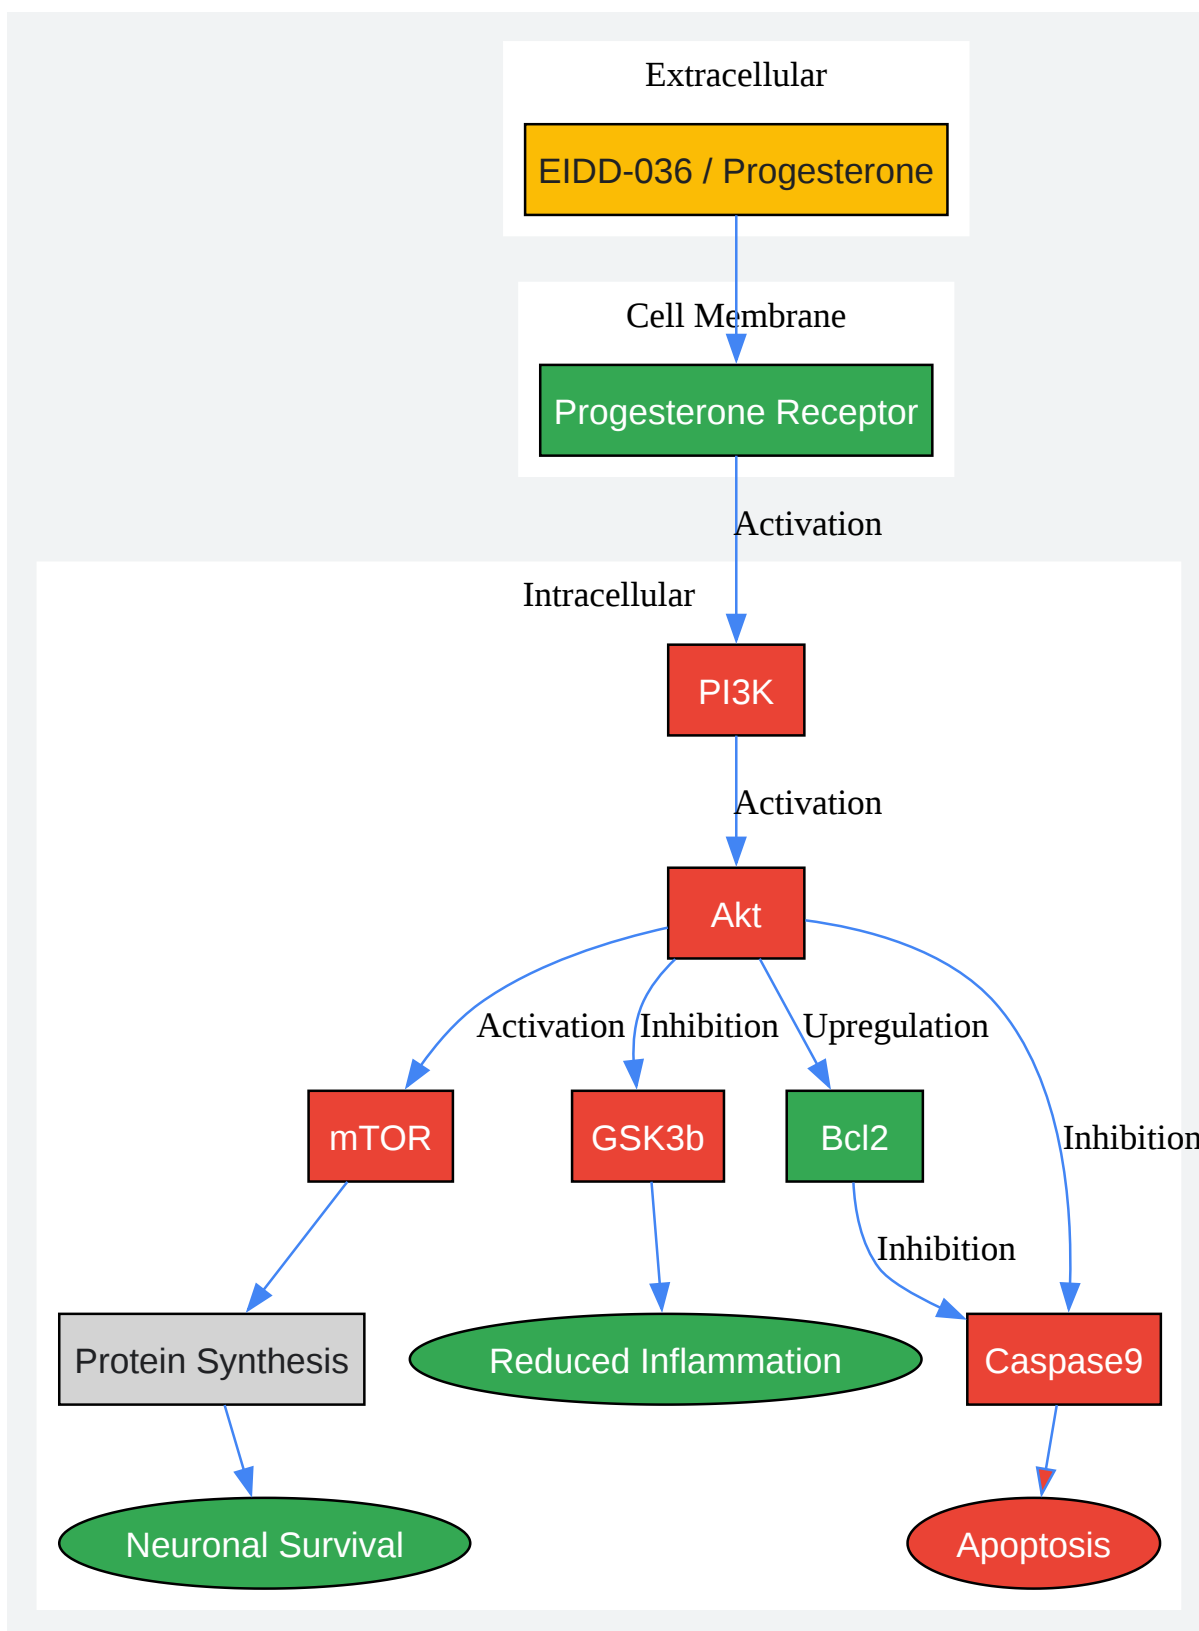 Extracellular
EIDD-036 / Progesterone
Cell Membrane
Progesterone Receptor
Activation
Intracellular
PI3K
Activation
Akt
Activation
Inhibition
Upregulation
mTOR
GSK3b
Bcl2
Inhibition
Inhibition
Protein Synthesis
Reduced Inflammation
Caspase9
Neuronal Survival
Apoptosis